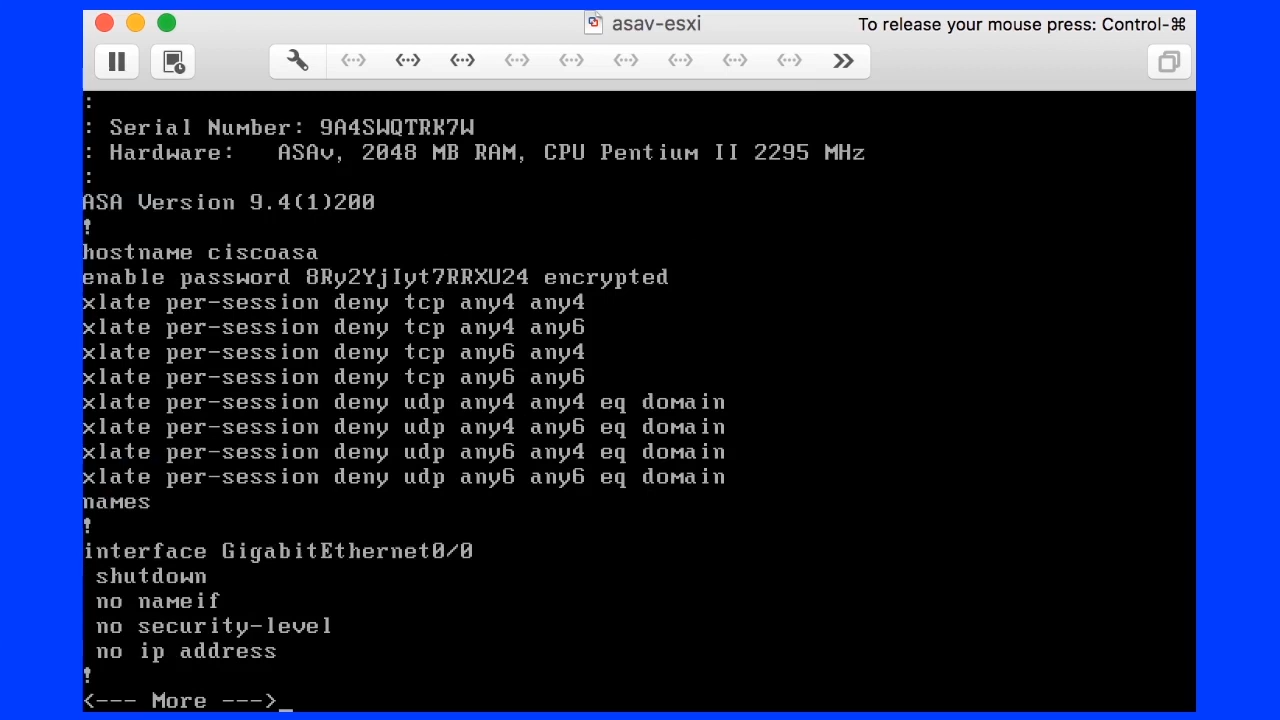 asav-esxi
To release your mouse press: Control-⌘
:
: Serial Number: 9A4SWQTRK7W
: Hardware:   ASAv, 2048 MB RAM, CPU Pentium II 2295 MHz
:
ASA Version 9.4(1)200
!
hostname ciscoasa
enable password 8Ry2YjIyt7RRXU24 encrypted
xlate per-session deny tcp any4 any4
xlate per-session deny tcp any4 any6
xlate per-session deny tcp any6 any4
xlate per-session deny tcp any6 any6
xlate per-session deny udp any4 any4 eq domain
xlate per-session deny udp any4 any6 eq domain
xlate per-session deny udp any6 any4 eq domain
xlate per-session deny udp any6 any6 eq domain
names
!
interface GigabitEthernet0/0
 shutdown
 no nameif
 no security-level
 no ip address
!
<--- More --->_